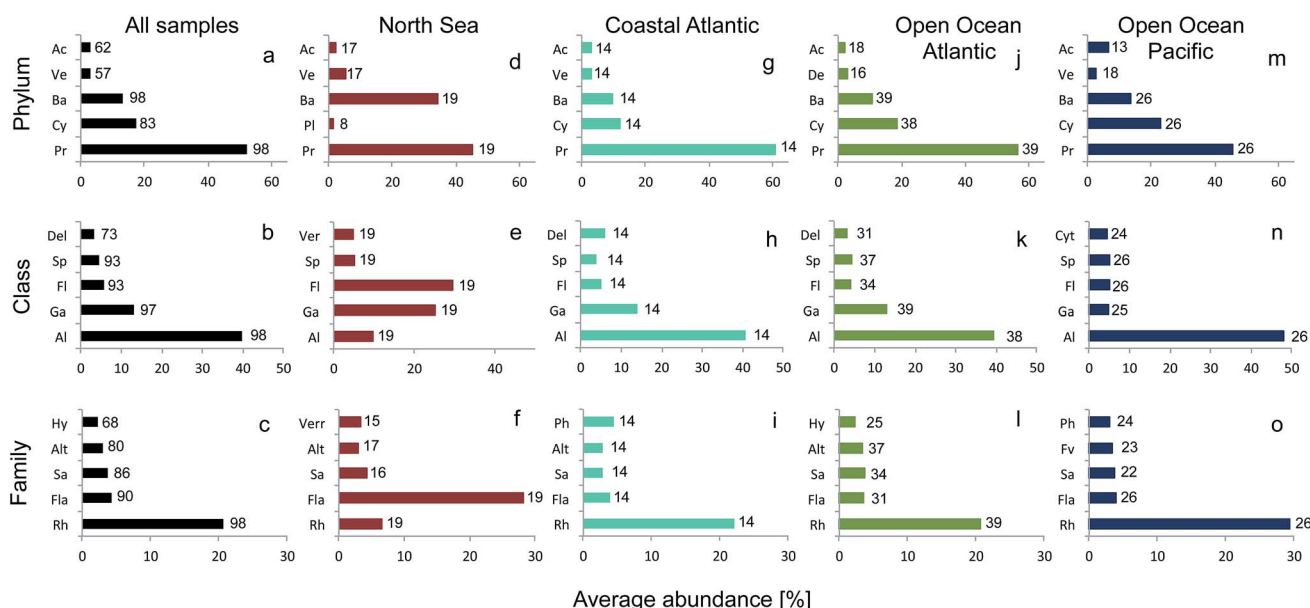 All samples North Sea Coastal Atlantic Open Ocean Atlantic Open Ocean Pacific
Phylum
a
Ac 62
Ve 57
Ba 98
Cy 83
Pr 98
0 20 40 60
d
Ac 17
Ve 17
Ba 19
Pl 8
Pr 19
0 20 40 60
g
Ac 14
Ve 14
Ba 14
Cy 14
Pr 14
0 20 40 60
j
Ac 18
De 16
Ba 39
Cy 38
Pr 39
0 20 40 60
m
Ac 13
Ve 18
Ba 26
Cy 26
Pr 26
0 20 40 60
Class
b
Del 73
Sp 93
Fl 93
Ga 97
Al 98
0 10 20 30 40 50
e
Ver 19
Sp 19
Fl 19
Ga 19
Al 19
0 10 20 30 40 50
h
Del 14
Sp 14
Fl 14
Ga 14
Al 14
0 10 20 30 40 50
k
Del 31
Sp 37
Fl 34
Ga 39
Al 38
0 10 20 30 40 50
n
Cyt 24
Sp 26
Fl 26
Ga 25
Al 26
0 10 20 30 40 50
Family
c
Hy 68
Alt 80
Sa 86
Fla 90
Rh 98
0 10 20 30
f
Verr 15
Alt 17
Sa 16
Fla 19
Rh 19
0 10 20 30
i
Ph 14
Alt 14
Sa 14
Fla 14
Rh 14
0 10 20 30
l
Hy 25
Alt 37
Sa 34
Fla 31
Rh 39
0 10 20 30
o
Ph 24
Fv 23
Sa 22
Fla 26
Rh 26
0 10 20 30
Average abundance [%]